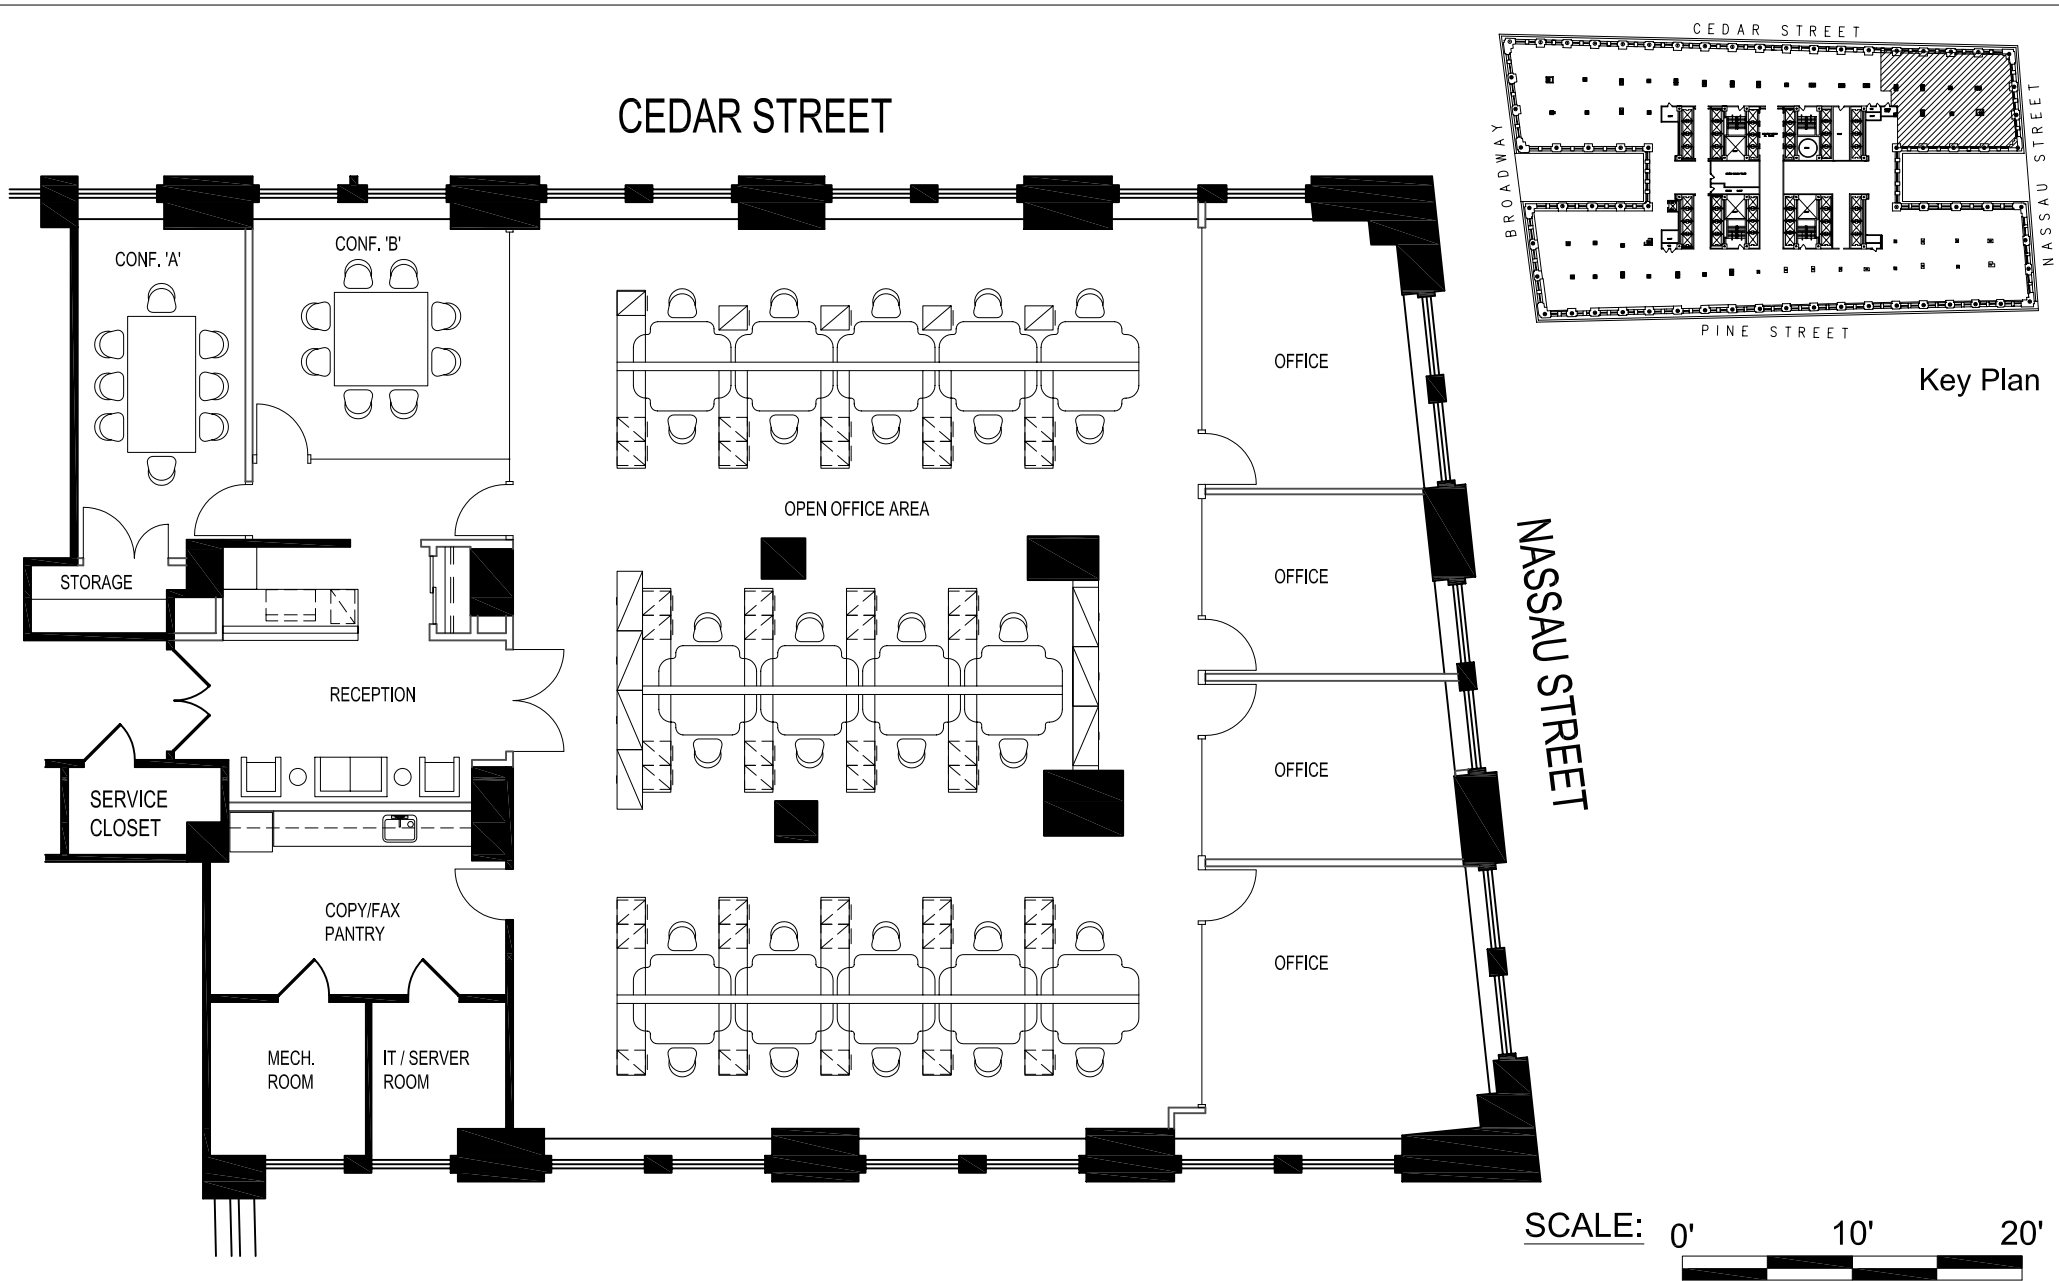 CEDAR STREET
CEDAR STREET
BROADWAY
NASSAU STREET
PINE STREET
Key Plan
CONF. 'A'
CONF. 'B'
OFFICE
OPEN OFFICE AREA
OFFICE
STORAGE
NASSAU STREET
RECEPTION
OFFICE
SERVICE
CLOSET
COPY/FAX
PANTRY
OFFICE
MECH.
ROOM
IT / SERVER
ROOM
SCALE:
0' 10' 20'